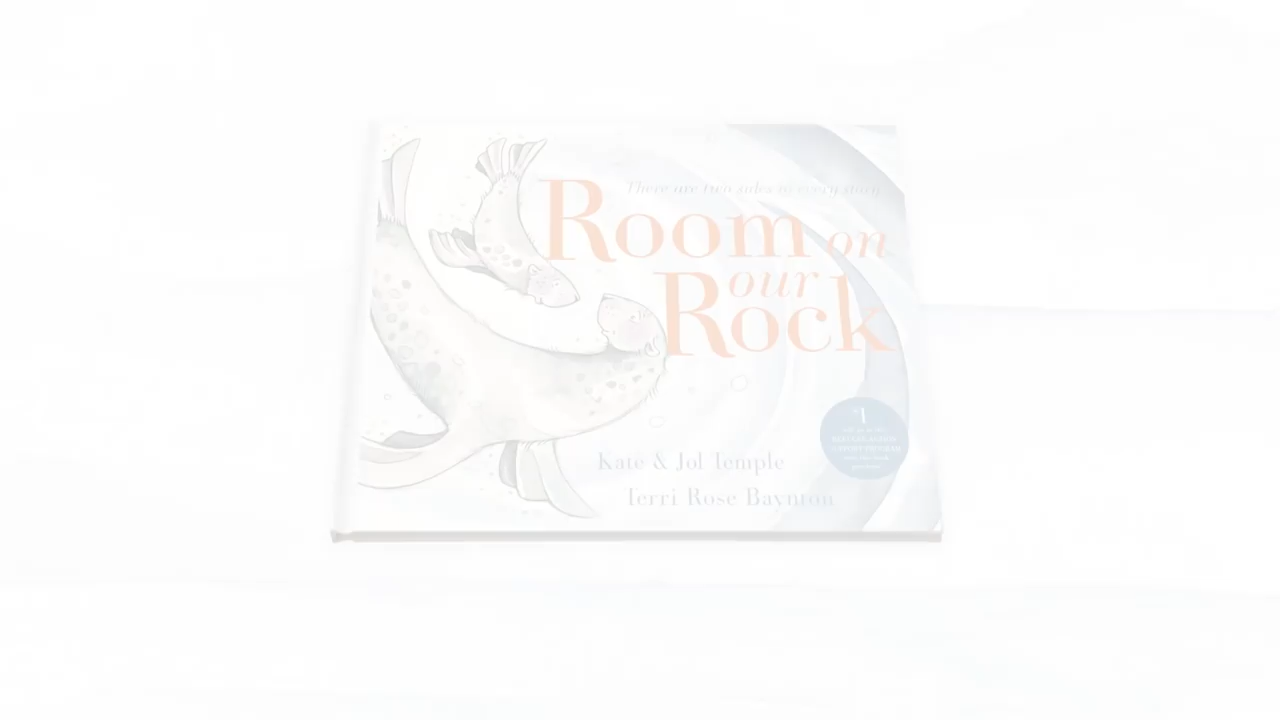 There are two sides to every story
Room on
our
Rock
Kate & Jol Temple
Terri Rose Baynton